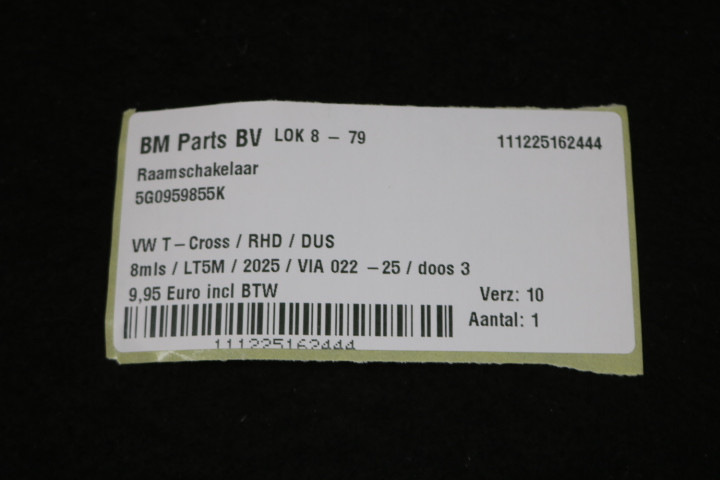 BM Parts BV LOK 8 - 79 111225162444
Raamschakelaar
5G0959855K
VW T-Cross / RHD / DUS
8mls / LT5M / 2025 / VIA 022 -25 / doos 3
9,95 Euro incl BTW Verz: 10
Aantal: 1
111225162444